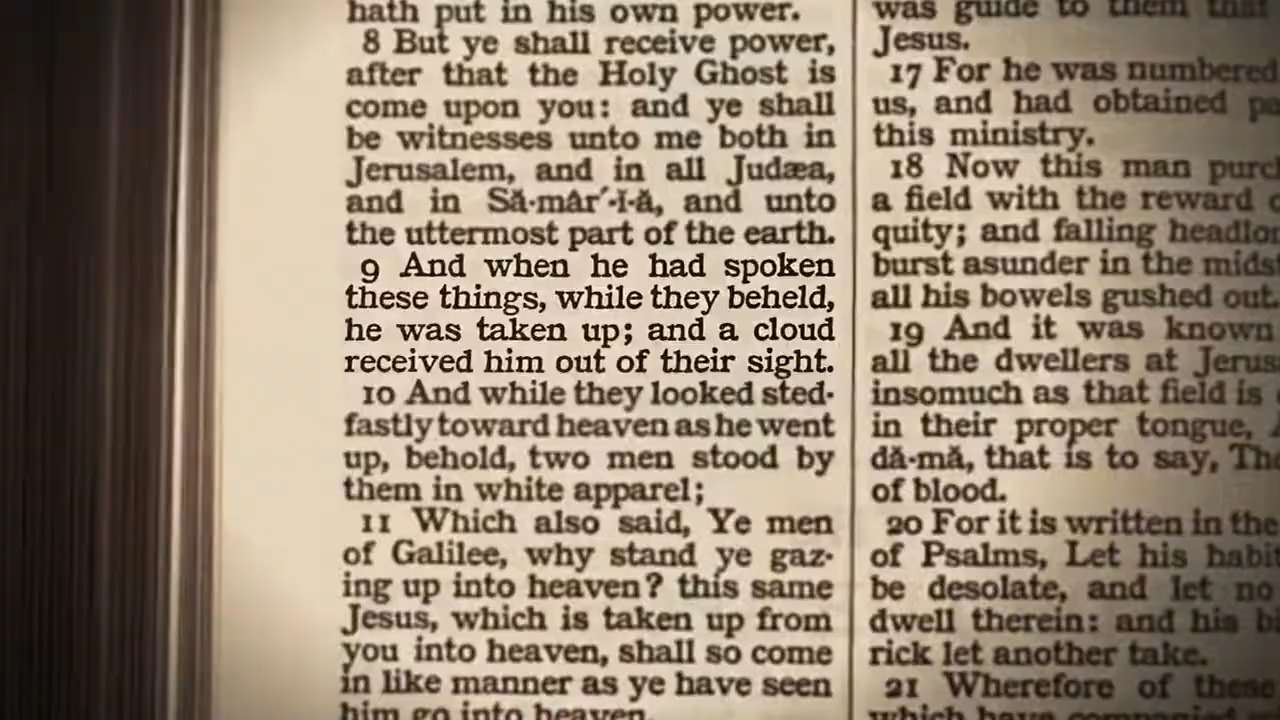 hath put in his own power.
8 But ye shall receive power,
after that the Holy Ghost is
come upon you: and ye shall
be witnesses unto me both in
Jerusalem, and in all Judæa,
and in Să·mâr´·ĭ·ă, and unto
the uttermost part of the earth.
9 And when he had spoken
these things, while they beheld,
he was taken up; and a cloud
received him out of their sight.
10 And while they looked sted-
fastly toward heaven as he went
up, behold, two men stood by
them in white apparel;
11 Which also said, Ye men
of Galilee, why stand ye gaz-
ing up into heaven? this same
Jesus, which is taken up from
you into heaven, shall so come
in like manner as ye have seen
him go into heaven.
was guide to them that
Jesus.
17 For he was numbered
us, and had obtained
this ministry.
18 Now this man
a field with the reward
quity; and falling
burst asunder in the
all his bowels gushed out.
19 And it was known
all the dwellers at
insomuch as that field is
in their proper tongue,
dă·mă, that is to say,
of blood.
20 For it is written in the
of Psalms, Let his
be desolate, and let no
dwell therein: and his
rick let another take.
21 Wherefore of these
which have companied